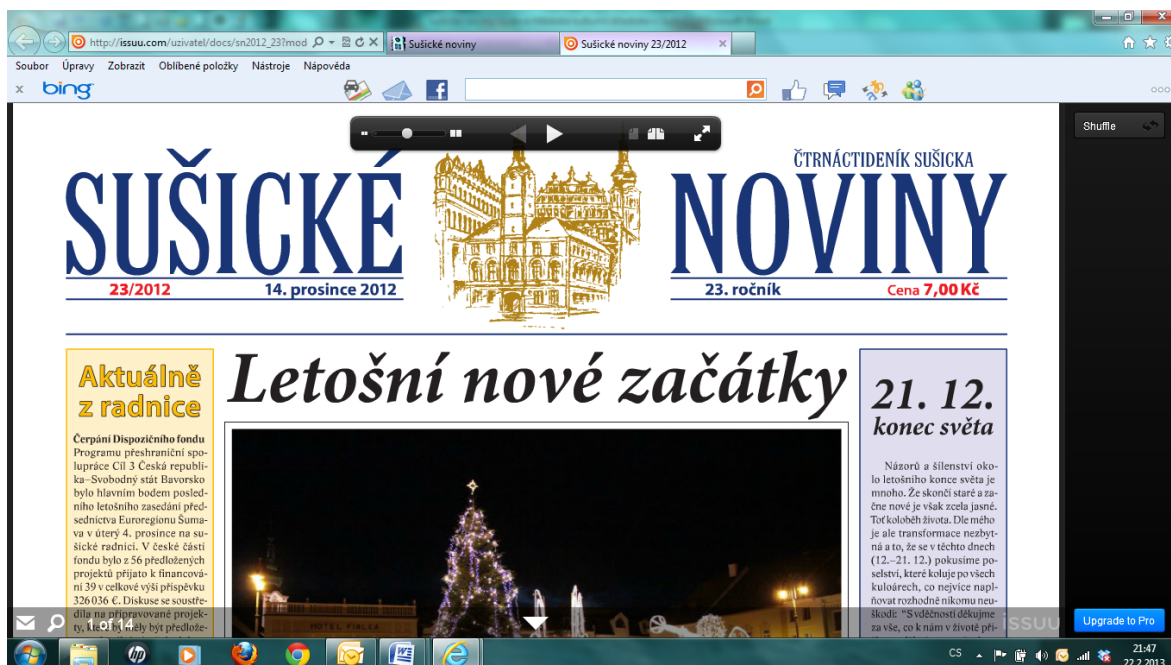 http://issuu.com/uzivatel/docs/sn2012_23?mod
Sušické noviny
Sušické noviny 23/2012
Soubor Úpravy Zobrazit Oblíbené položky Nástroje Nápověda
bing
Shuffle
ČTRNÁCTIDENÍK SUŠICKA
SUŠICKÉ NOVINY
23/2012 14. prosince 2012 23. ročník Cena 7,00 Kč
Aktuálně
z radnice
Čerpání Dispozičního fondu
Programu přeshraniční spo-
lupráce Cíl 3 Česká republi-
ka–Svobodný stát Bavorsko
bylo hlavním bodem posled-
ního letošního zasedání před-
sednictva Euroregionu Šuma-
va v úterý 4. prosince na su-
šické radnici. V české části
fondu bylo z 56 předložených
projektů přijato k financová-
ní 39 v celkové výši příspěvku
326 036 €. Diskuse se soustře-
dila na připravované projek-
ty, které by měly být předlože-
Letošní nové začátky
HOTEL FIALKA
21. 12.
konec světa
Názorů a šílenství oko-
lo letošního konce světa je
mnoho. Že skončí staré a za-
čne nové je však zcela jasné.
Toť koloběh života. Dle mého
je ale transformace nezbyt-
ná a to, že se v těchto dnech
(12.–21. 12.) pokusíme po-
selství, které koluje po všech
kuloárech, co nejvíce napl-
ňovat rozhodně nikomu neu-
škodí: "S vděčností děkujme
za vše, co k nám v životě při-
1 of 14
issuu
Upgrade to Pro
CS
21:47
22.2.2013